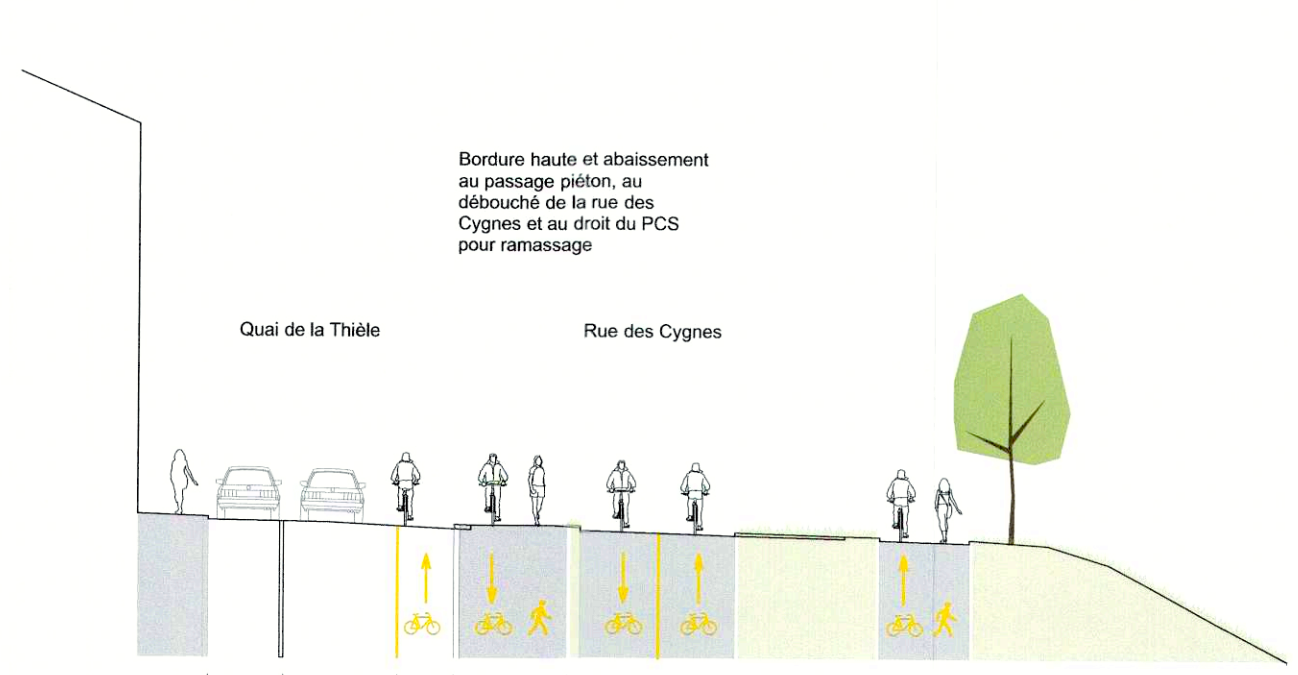 Bordure haute et abaissement
au passage piéton, au
débouché de la rue des
Cygnes et au droit du PCS
pour ramassage
Quai de la Thièle
Rue des Cygnes